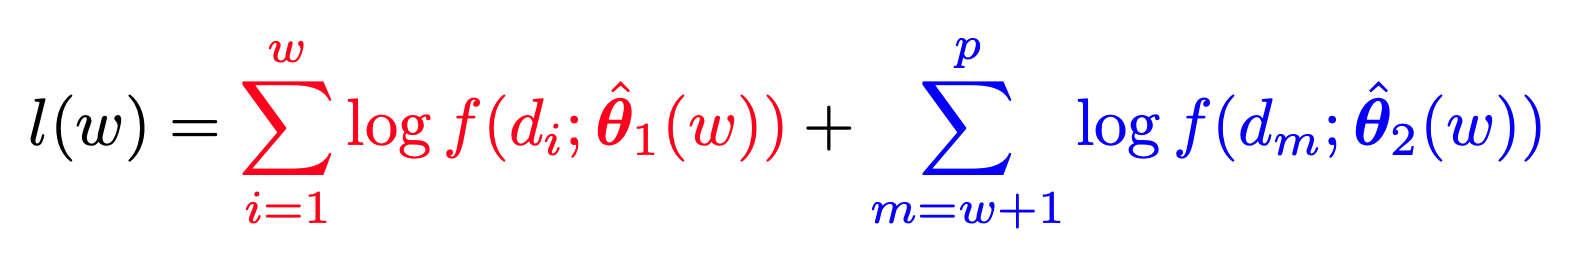 l(w) = \sum_{i=1}^{w} \log f(d_i; \hat{\boldsymbol{\theta}}_1(w)) + \sum_{m=w+1}^{p} \log f(d_m; \hat{\boldsymbol{\theta}}_2(w))